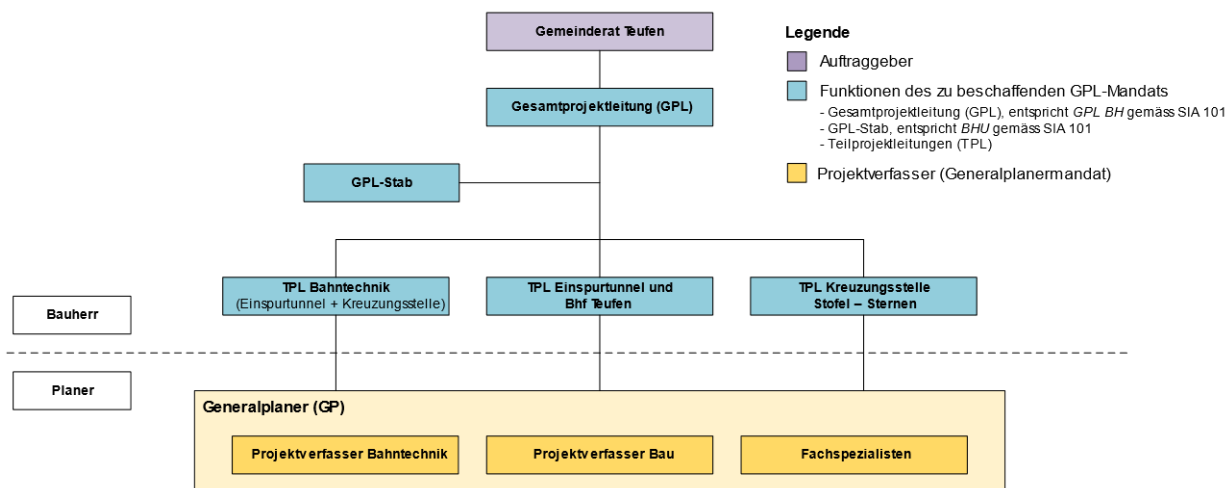 Gemeinderat Teufen
Gesamtprojektleitung (GPL)
GPL-Stab
Legende
Auftraggeber
Funktionen des zu beschaffenden GPL-Mandats
- Gesamtprojektleitung (GPL), entspricht GPL BH gemäss SIA 101
- GPL-Stab, entspricht BHU gemäss SIA 101
- Teilprojektleitungen (TPL)
Projektverfasser (Generalplanermandat)
Bauherr
TPL Bahntechnik
(Einspurtunnel + Kreuzungsstelle)
TPL Einspurtunnel und
Bhf Teufen
TPL Kreuzungsstelle
Stofel – Sternen
Planer
Generalplaner (GP)
Projektverfasser Bahntechnik
Projektverfasser Bau
Fachspezialisten